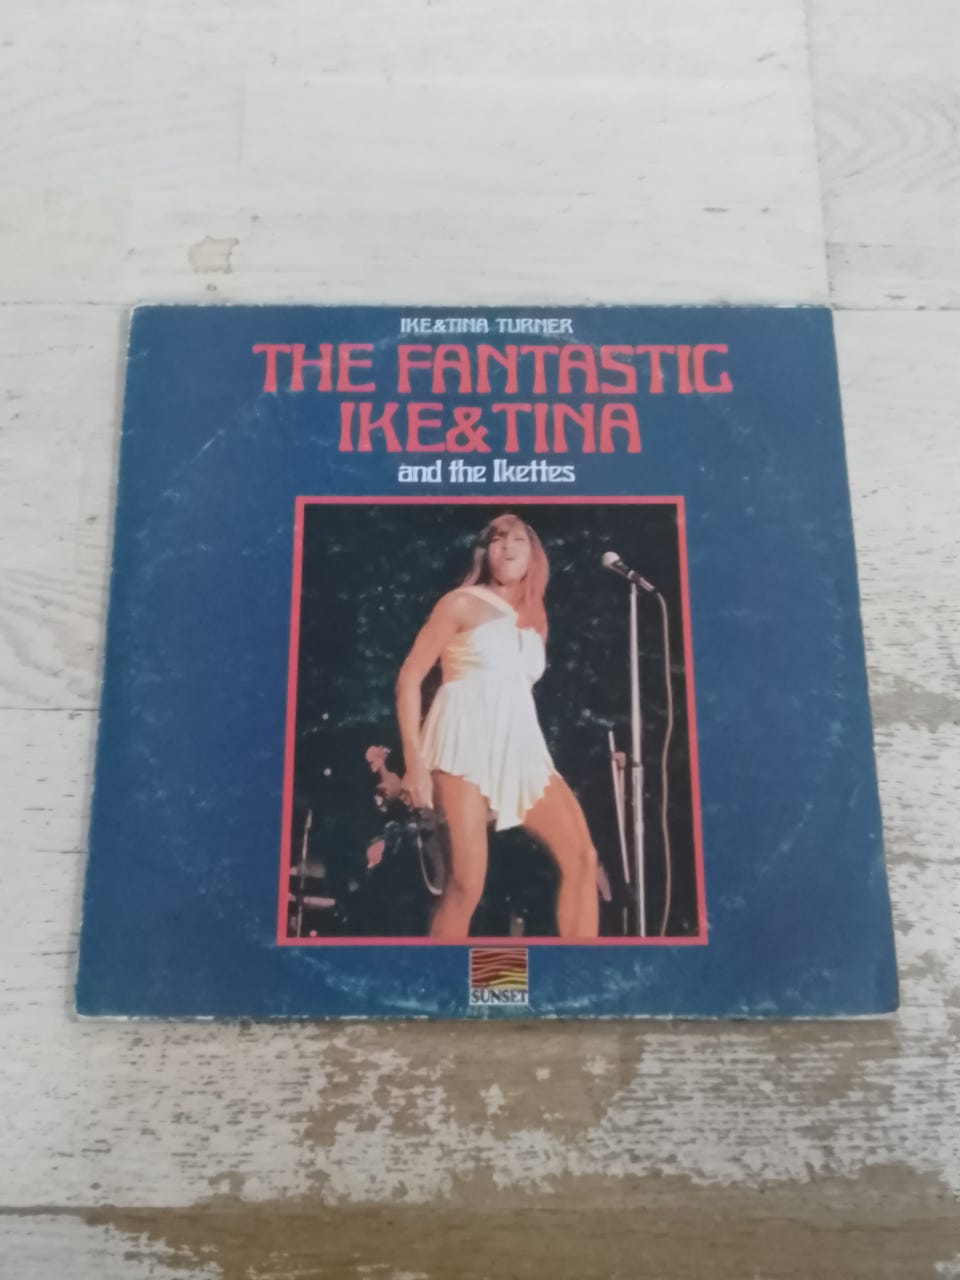 IKE&TINA TURNER
THE FANTASTIC
IKE&TINA
and the Ikettes
SUNSET